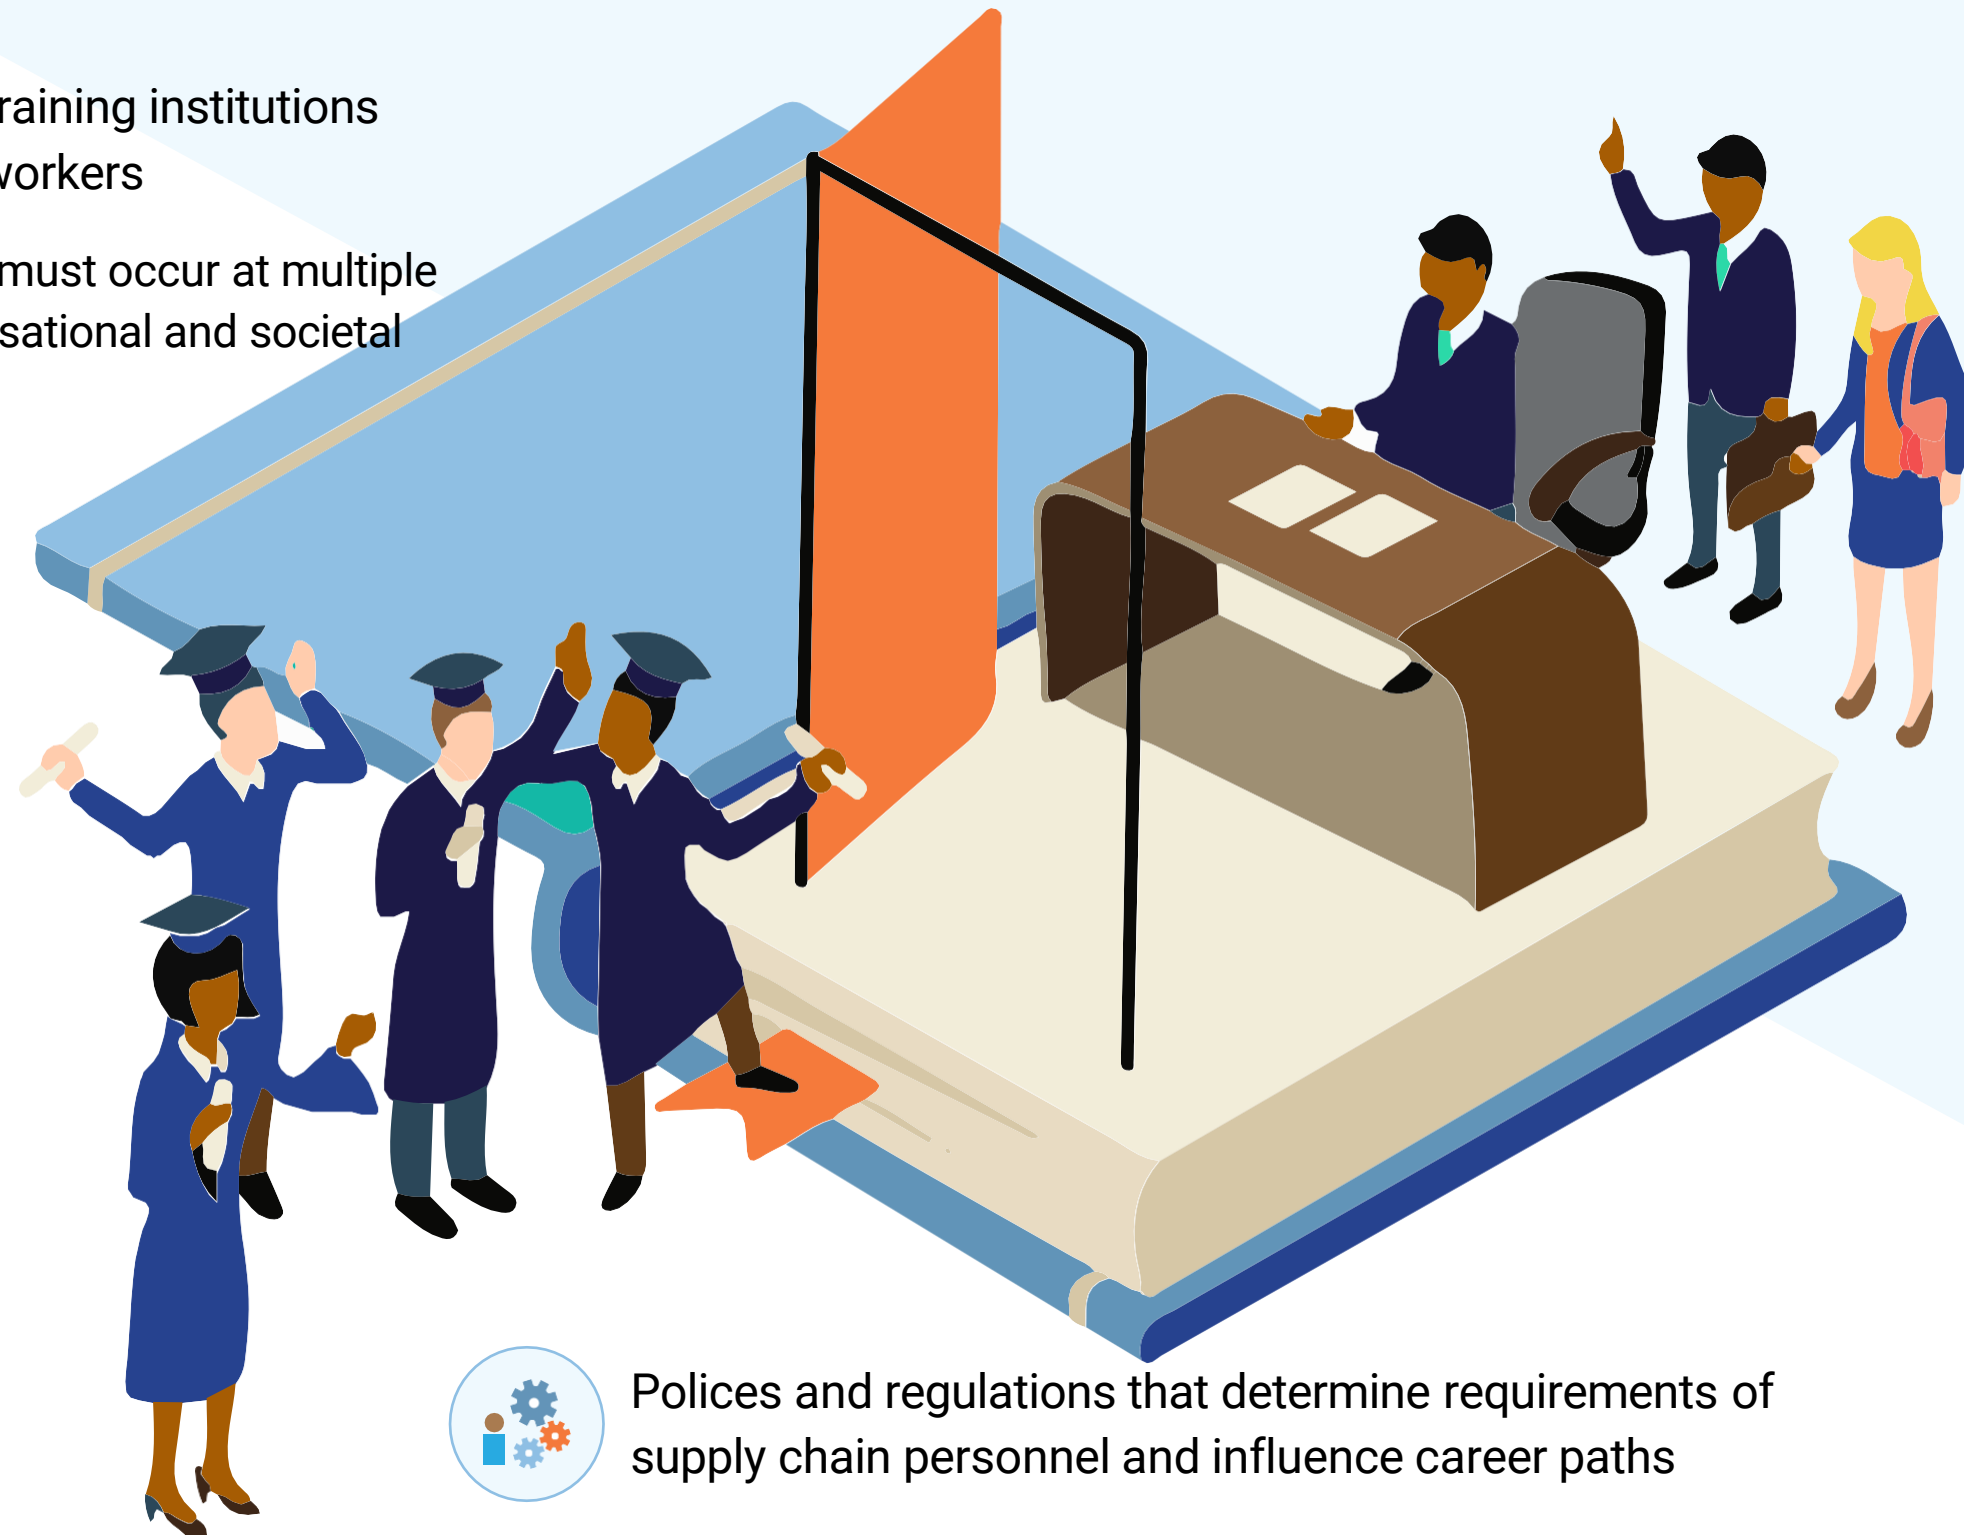 raining institutions
workers
must occur at multiple
sational and societal
Polices and regulations that determine requirements of
supply chain personnel and influence career paths